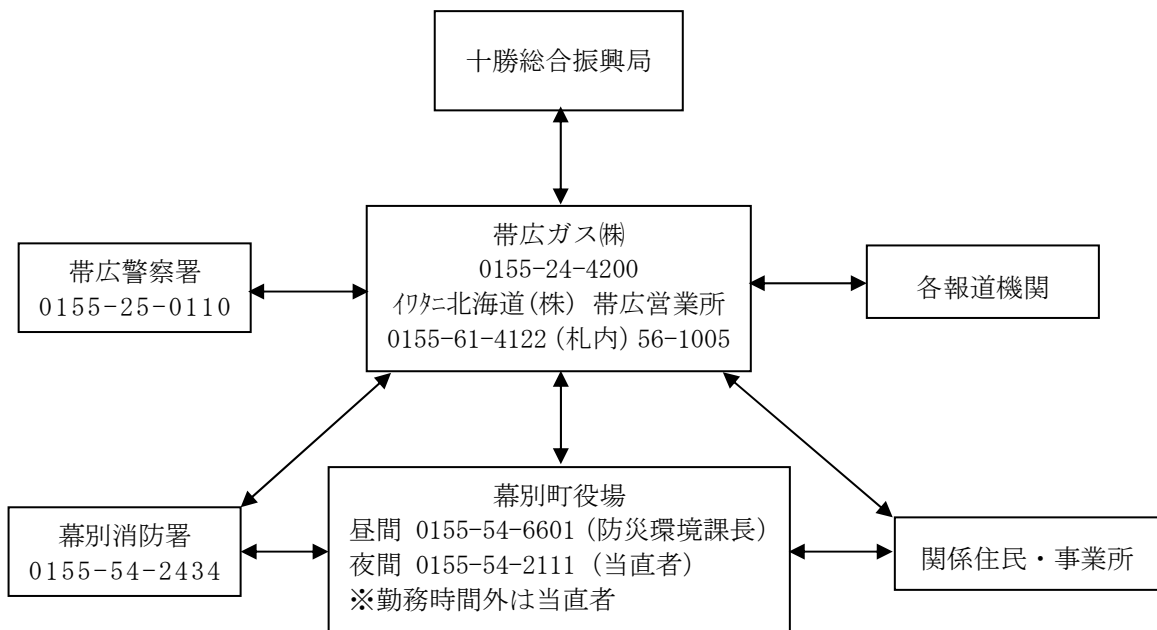 十勝総合振興局
帯広ガス㈱
0155-24-4200
ｲﾜﾀﾆ北海道(株) 帯広営業所
0155-61-4122(札内)56-1005
帯広警察署
0155-25-0110
各報道機関
幕別消防署
0155-54-2434
幕別町役場
昼間 0155-54-6601(防災環境課長)
夜間 0155-54-2111 (当直者)
※勤務時間外は当直者
関係住民・事業所